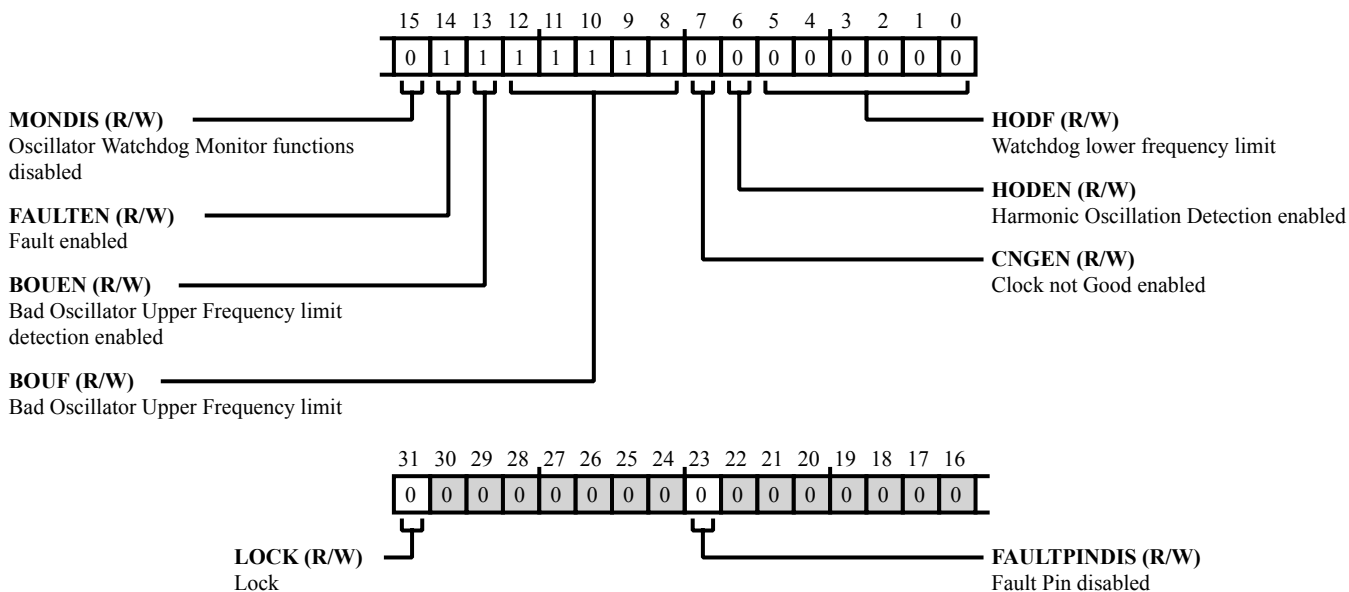 15 14 13 12 11 10 9 8 7 6 5 4 3 2 1 0
0 1 1 1 1 1 1 1 0 0 0 0 0 0 0 0
MONDIS (R/W)
Oscillator Watchdog Monitor functions
disabled
FAULTEN (R/W)
Fault enabled
BOUEN (R/W)
Bad Oscillator Upper Frequency limit
detection enabled
BOUF (R/W)
Bad Oscillator Upper Frequency limit
HODF (R/W)
Watchdog lower frequency limit
HODEN (R/W)
Harmonic Oscillation Detection enabled
CNGEN (R/W)
Clock not Good enabled
31 30 29 28 27 26 25 24 23 22 21 20 19 18 17 16
0 0 0 0 0 0 0 0 0 0 0 0 0 0 0 0
LOCK (R/W)
Lock
FAULTPINDIS (R/W)
Fault Pin disabled